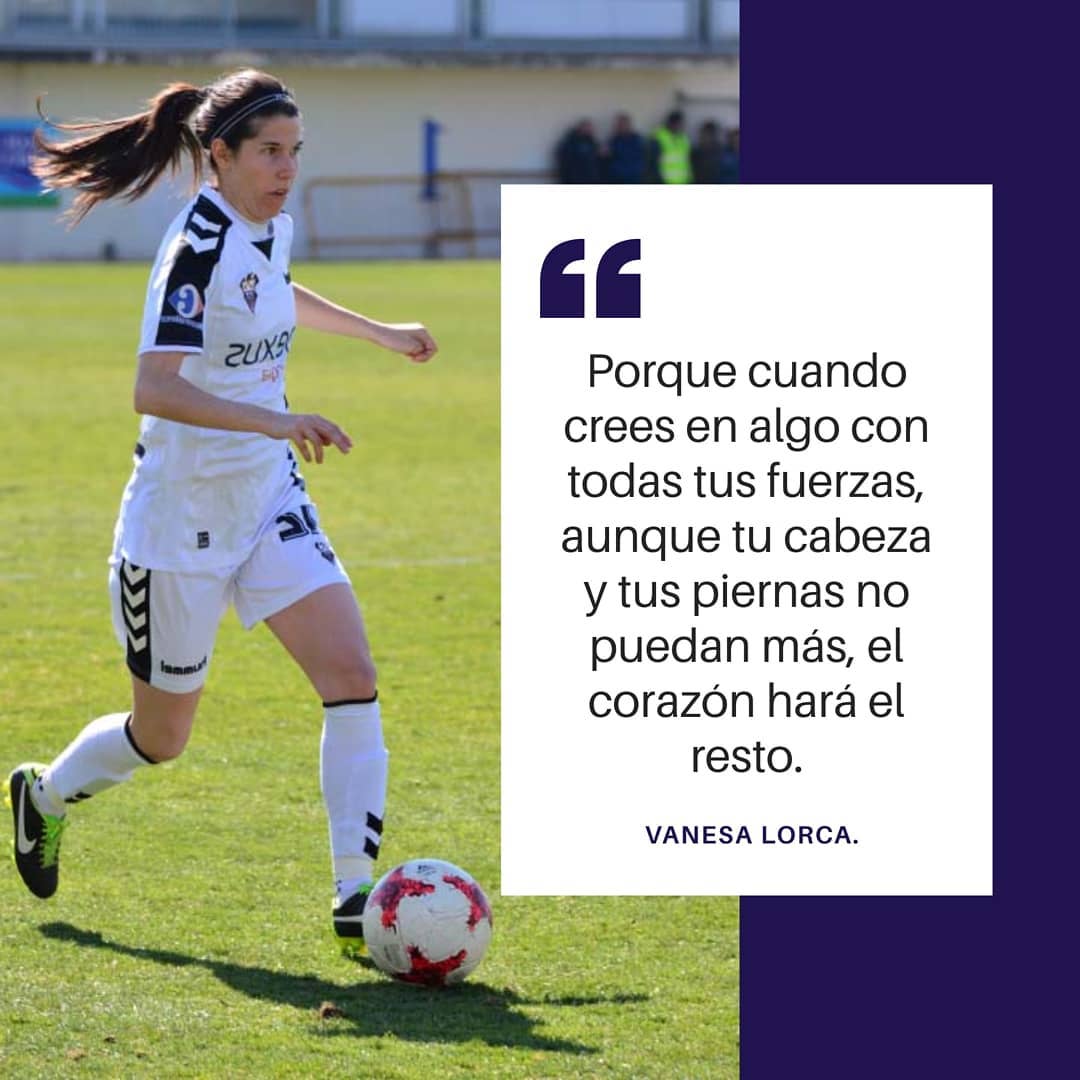 Porque cuando
crees en algo con
todas tus fuerzas,
aunque tu cabeza
y tus piernas no
puedan más, el
corazón hará el
resto.
VANESA LORCA.